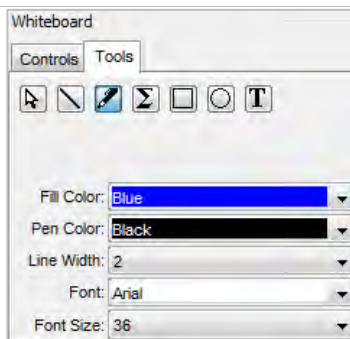 Whiteboard
Controls Tools
Σ T
Fill Color: Blue
Pen Color: Black
Line Width: 2
Font: Arial
Font Size: 36